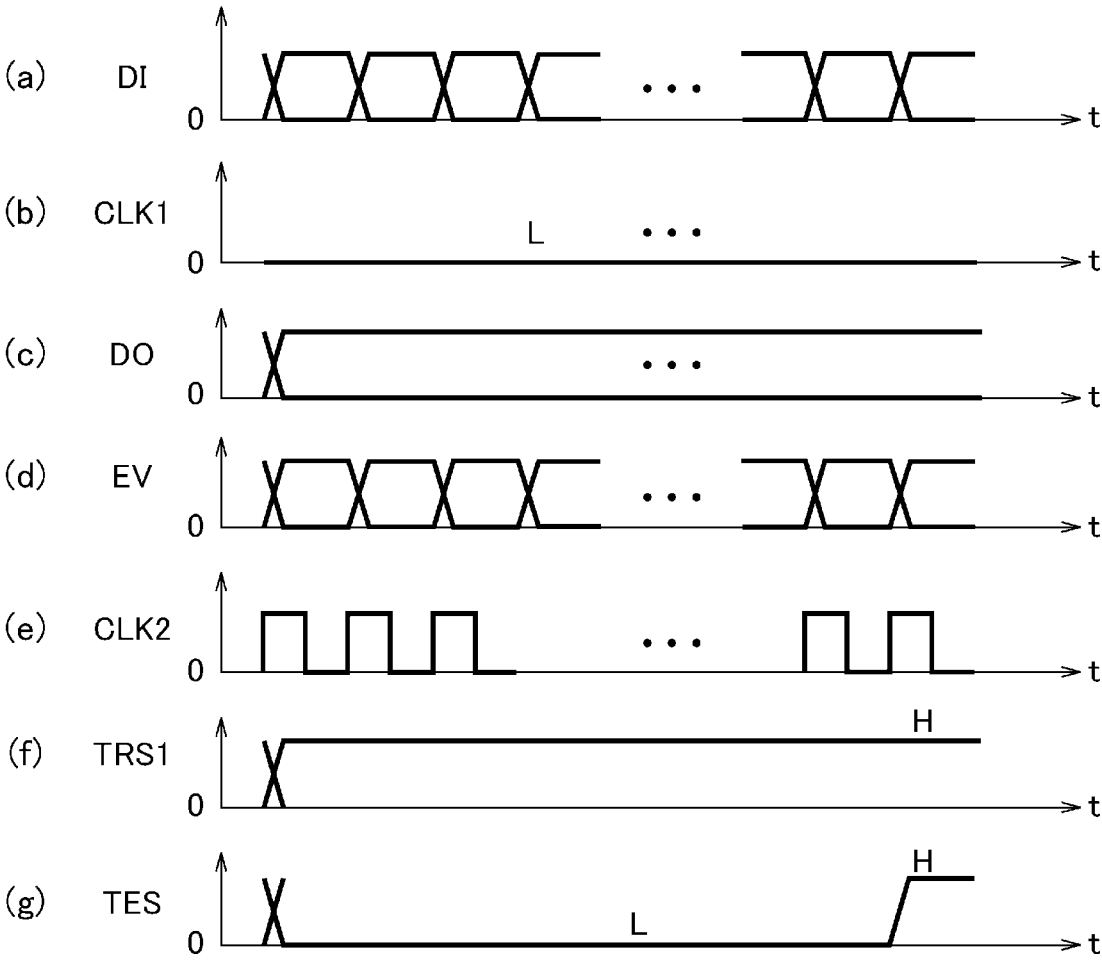 (a) DI 0 t
(b) CLK1 L 0 t
(c) DO 0 t
(d) EV 0 t
(e) CLK2 0 t
(f) TRS1 H 0 t
(g) TES H L 0 t